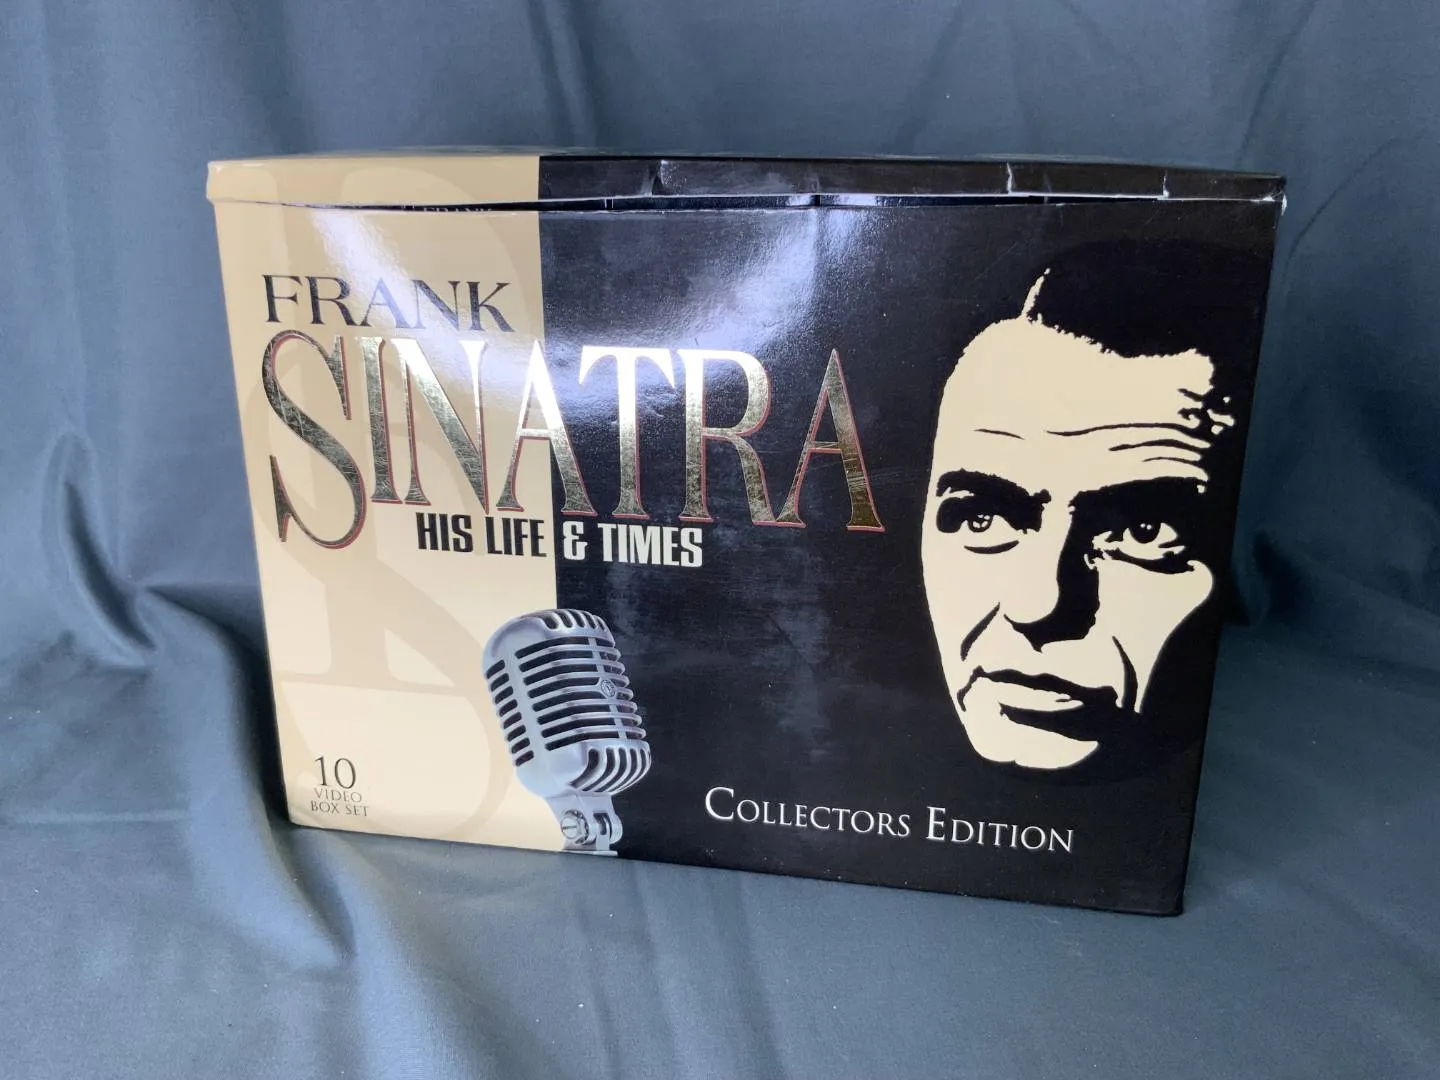 FRANK
SINATRA
HIS LIFE & TIMES
10
VIDEO
BOX SET
COLLECTORS EDITION